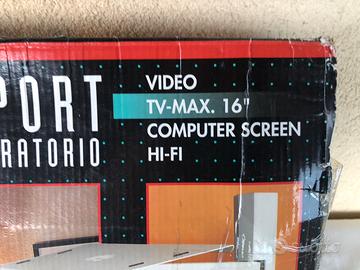 PORT
RATORIO
VIDEO
TV-MAX. 16"
COMPUTER SCREEN
HI-FI